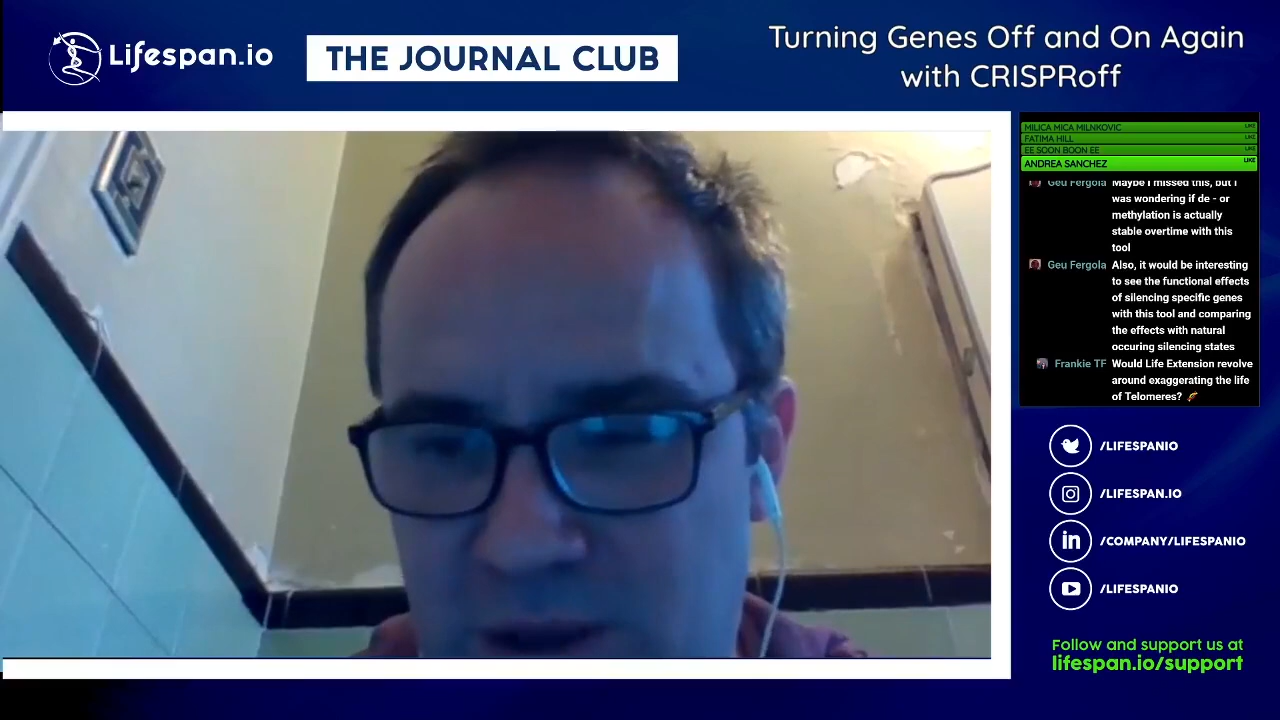 Lifespan.io
THE JOURNAL CLUB
Turning Genes Off and On Again
with CRISPRoff
MILICA MICA MILNKOVIC LIKE
FATIMA HILL LIKE
EE SOON BOON EE LIKE
ANDREA SANCHEZ LIKE
Geu Fergola Maybe I missed this, but I
was wondering if de - or
methylation is actually
stable overtime with this
tool
Geu Fergola Also, it would be interesting
to see the functional effects
of silencing specific genes
with this tool and comparing
the effects with natural
occuring silencing states
Frankie TF Would Life Extension revolve
around exaggerating the life
of Telomeres?
/LIFESPANIO
/LIFESPAN.IO
in /COMPANY/LIFESPANIO
/LIFESPANIO
Follow and support us at
lifespan.io/support